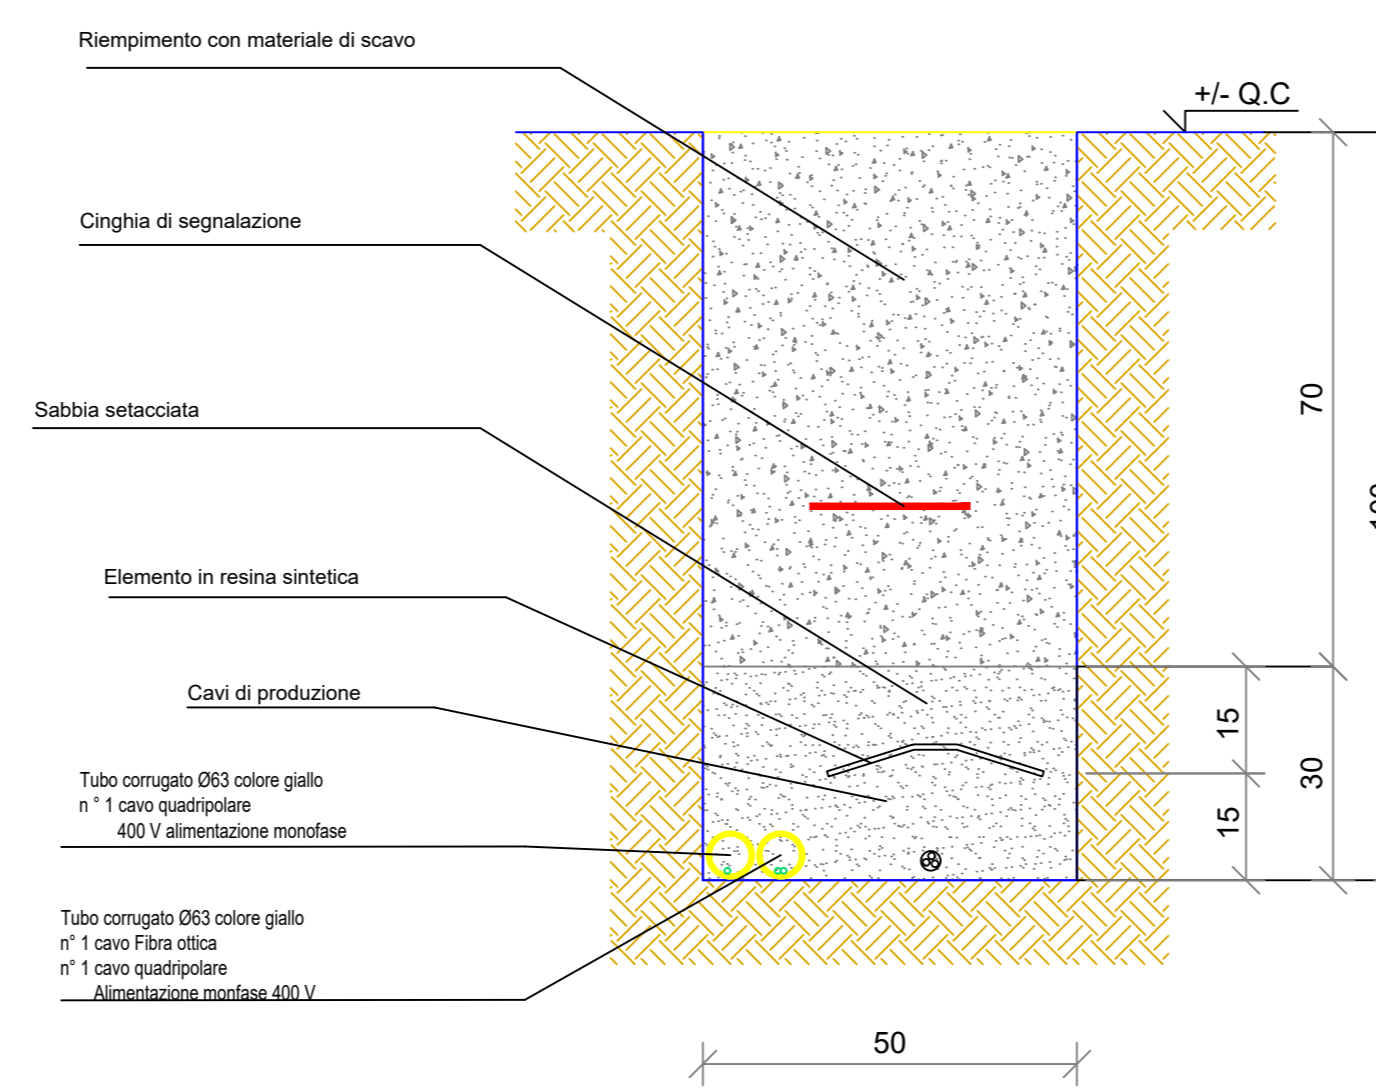 Riempimento con materiale di scavo
+/- Q.C
Cinghia di segnalazione
70
Sabbia setacciata
Elemento in resina sintetica
Cavi di produzione
15
30
15
Tubo corrugato Ø63 colore giallo
n ° 1 cavo quadripolare
400 V alimentazione monofase
Tubo corrugato Ø63 colore giallo
n° 1 cavo Fibra ottica
n° 1 cavo quadripolare
Alimentazione monfase 400 V
50